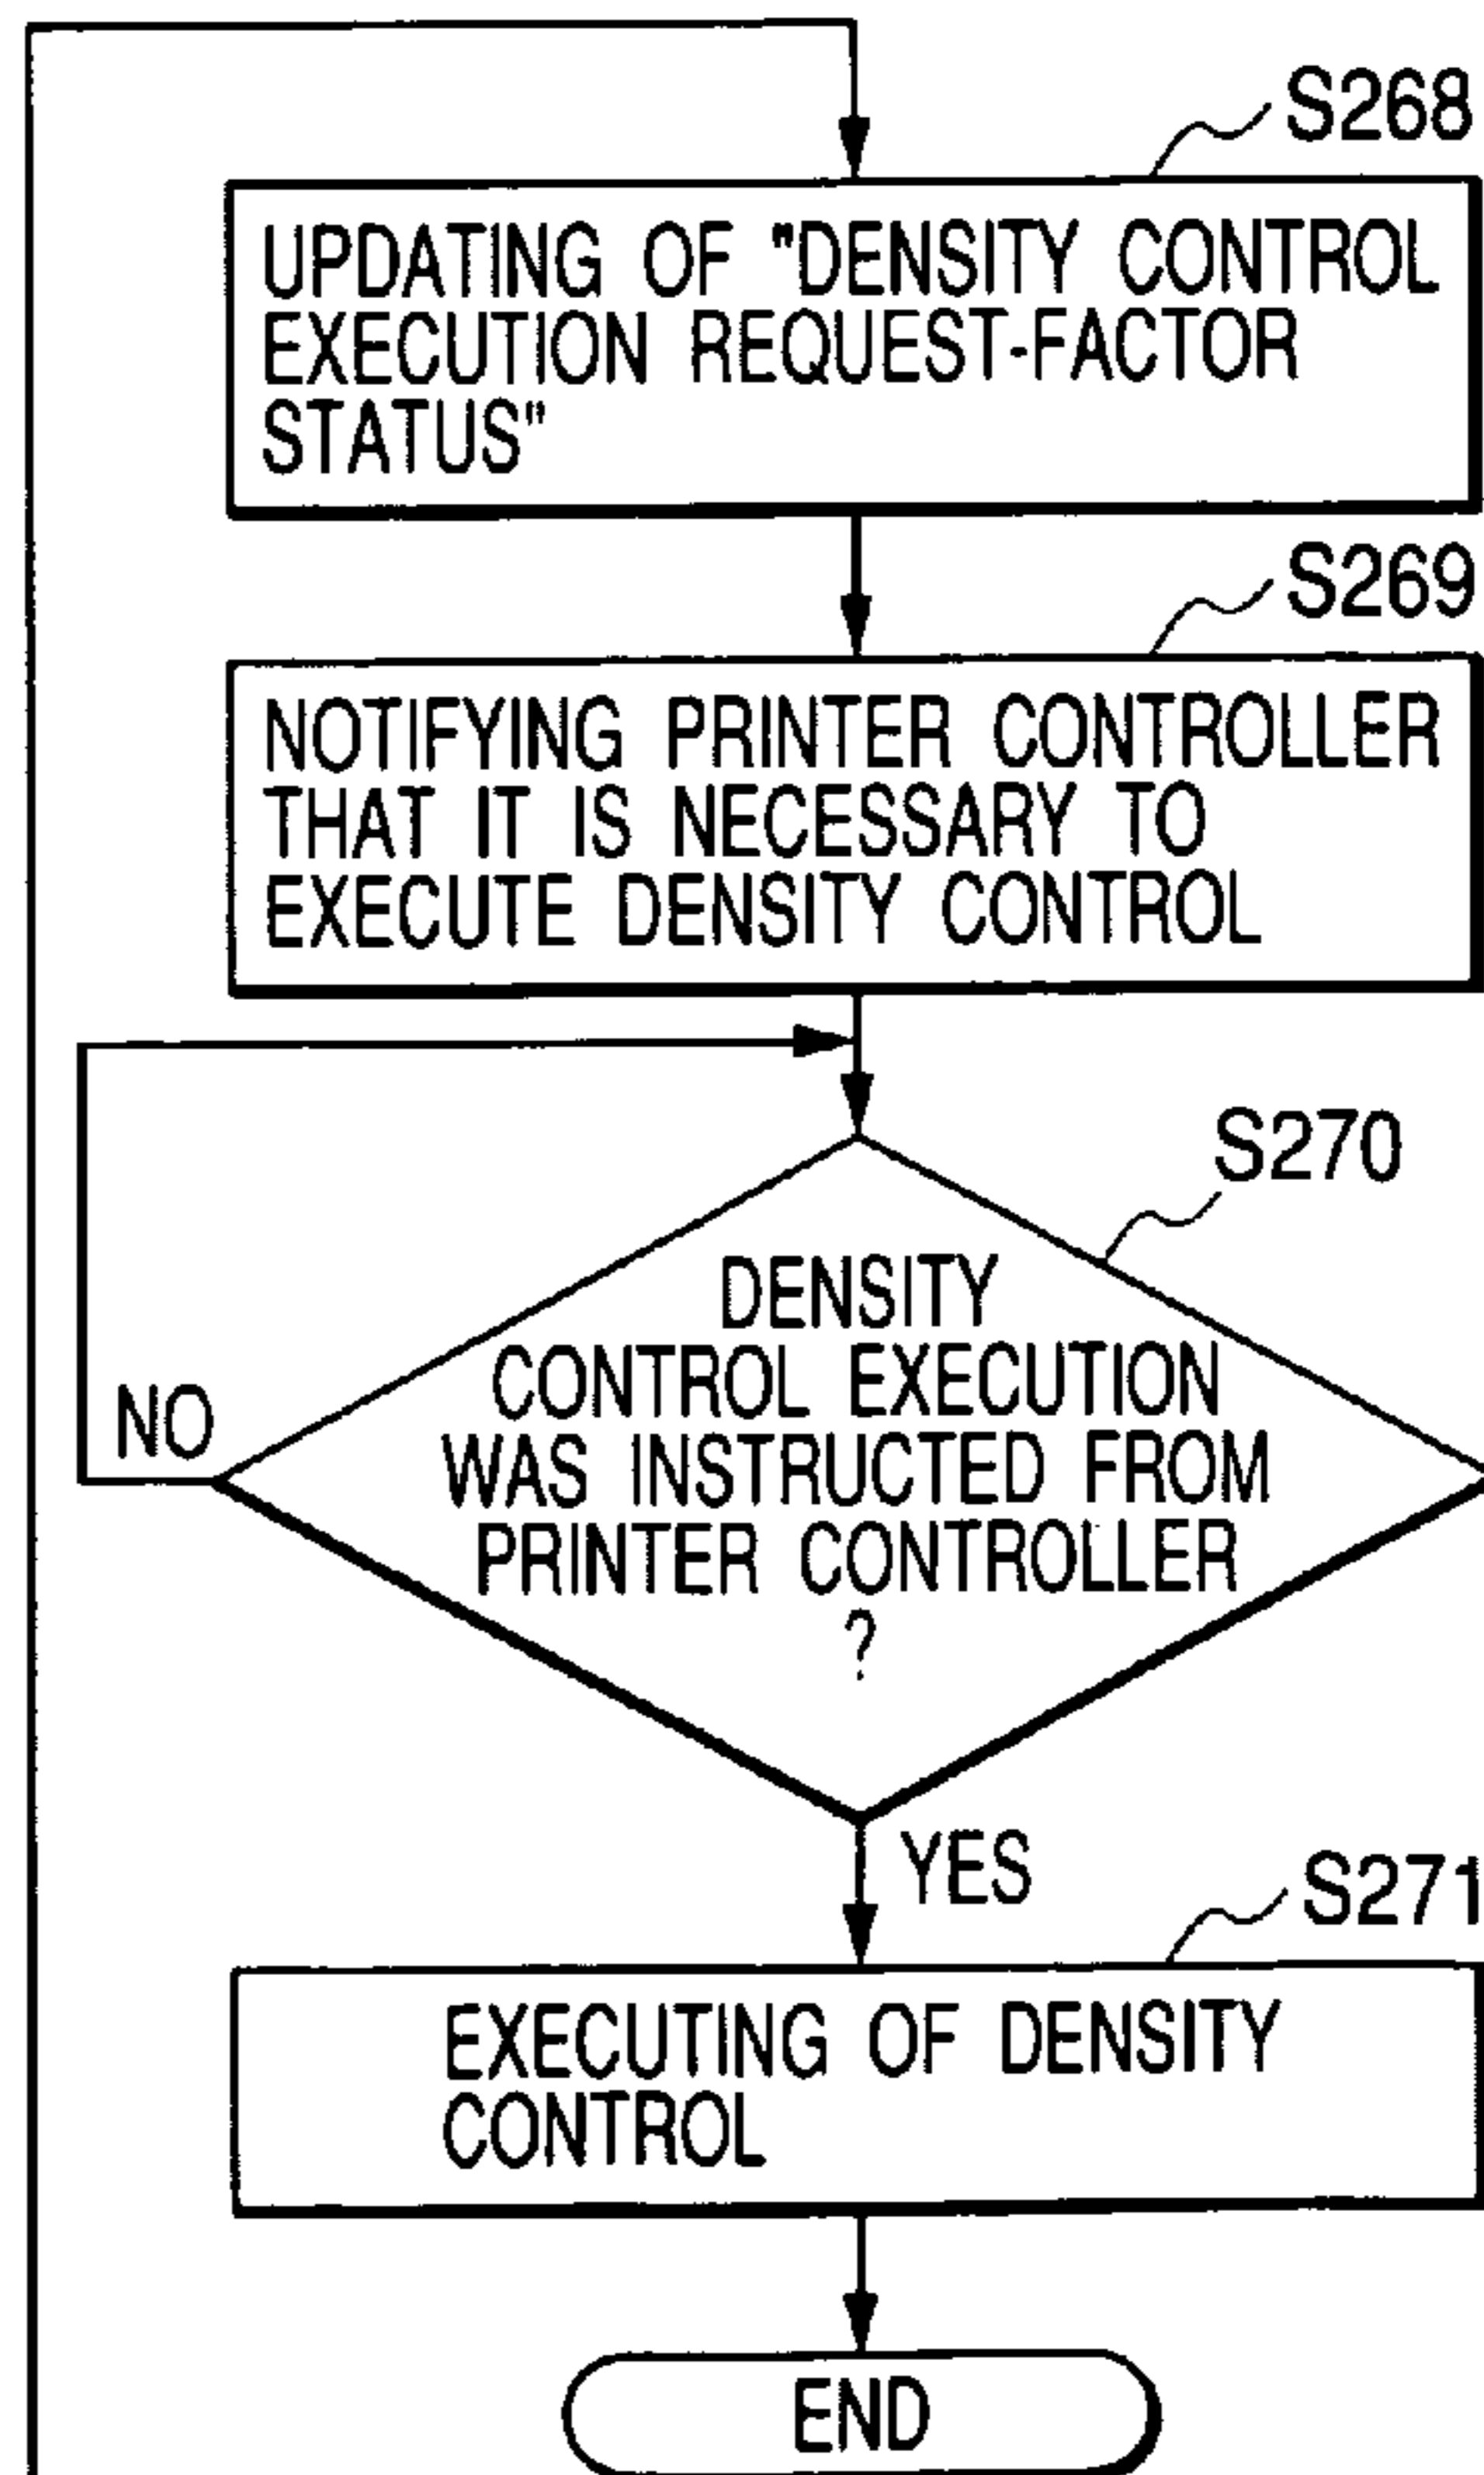 S268
UPDATING OF "DENSITY CONTROL
EXECUTION REQUEST-FACTOR
STATUS"
S269
NOTIFYING PRINTER CONTROLLER
THAT IT IS NECESSARY TO
EXECUTE DENSITY CONTROL
S270
DENSITY
CONTROL EXECUTION
WAS INSTRUCTED FROM
PRINTER CONTROLLER
?
NO
YES
S271
EXECUTING OF DENSITY
CONTROL
END